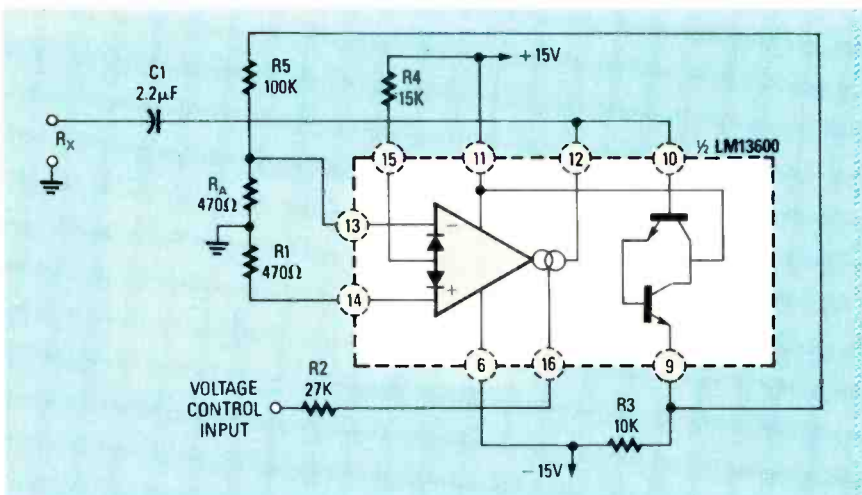 +15V
C1
2.2µF
R5
100K
R4
15K
½ LM13600
RX
15
11
12
10
RA
470Ω
13
−
R1
470Ω
14
+
6
16
9
VOLTAGE
CONTROL
INPUT
R2
27K
R3
10K
−15V